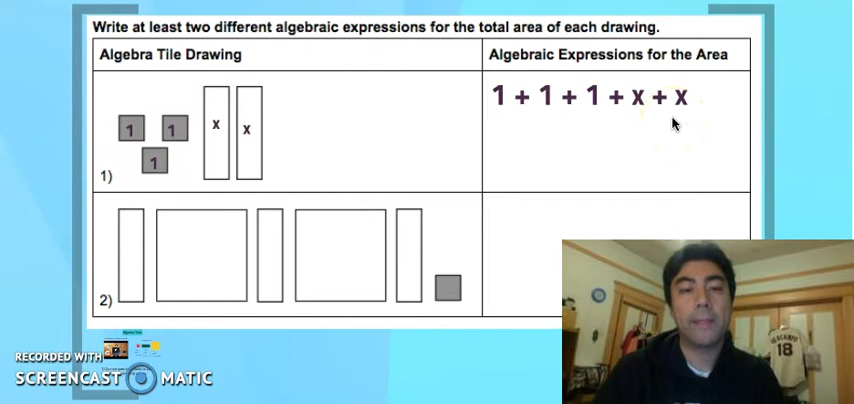 Write at least two different algebraic expressions for the total area of each drawing.
Algebra Tile Drawing
Algebraic Expressions for the Area
1 1 x x
1
1)
1 + 1 + 1 + x + x
2)
18
RECORDED WITH
SCREENCAST MATIC